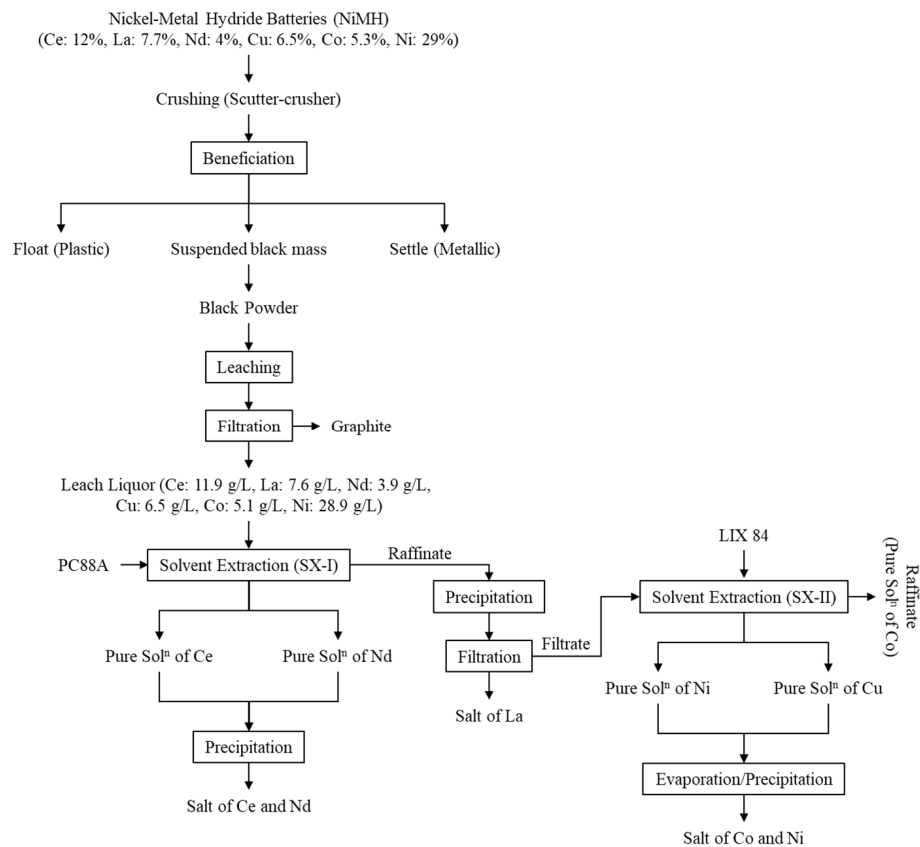 Nickel-Metal Hydride Batteries (NiMH)
(Ce: 12%, La: 7.7%, Nd: 4%, Cu: 6.5%, Co: 5.3%, Ni: 29%)
Crushing (Scutter-crusher)
Beneficiation
Float (Plastic)
Suspended black mass
Settle (Metallic)
Black Powder
Leaching
Filtration
Graphite
Leach Liquor (Ce: 11.9 g/L, La: 7.6 g/L, Nd: 3.9 g/L,
Cu: 6.5 g/L, Co: 5.1 g/L, Ni: 28.9 g/L)
PC88A
Solvent Extraction (SX-I)
Raffinate
Pure Solⁿ of Ce
Pure Solⁿ of Nd
Precipitation
Salt of Ce and Nd
Precipitation
Filtration
Filtrate
Salt of La
LIX 84
Solvent Extraction (SX-II)
Raffinate
(Pure Solⁿ of Co)
Pure Solⁿ of Ni
Pure Solⁿ of Cu
Evaporation/Precipitation
Salt of Co and Ni